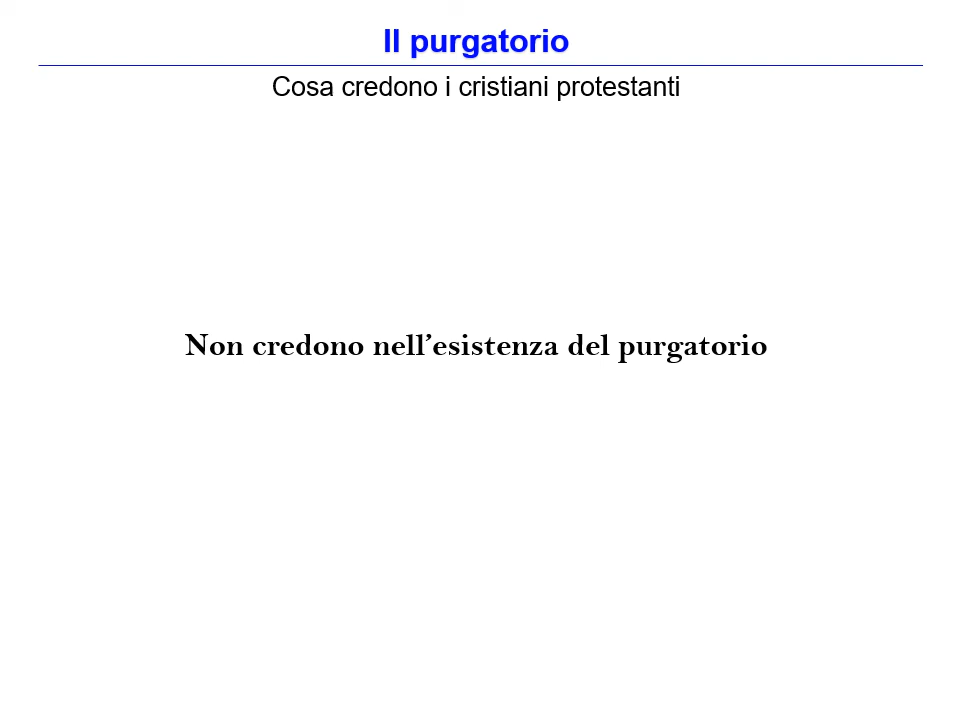 Il purgatorio
Cosa credono i cristiani protestanti
Non credono nell’esistenza del purgatorio